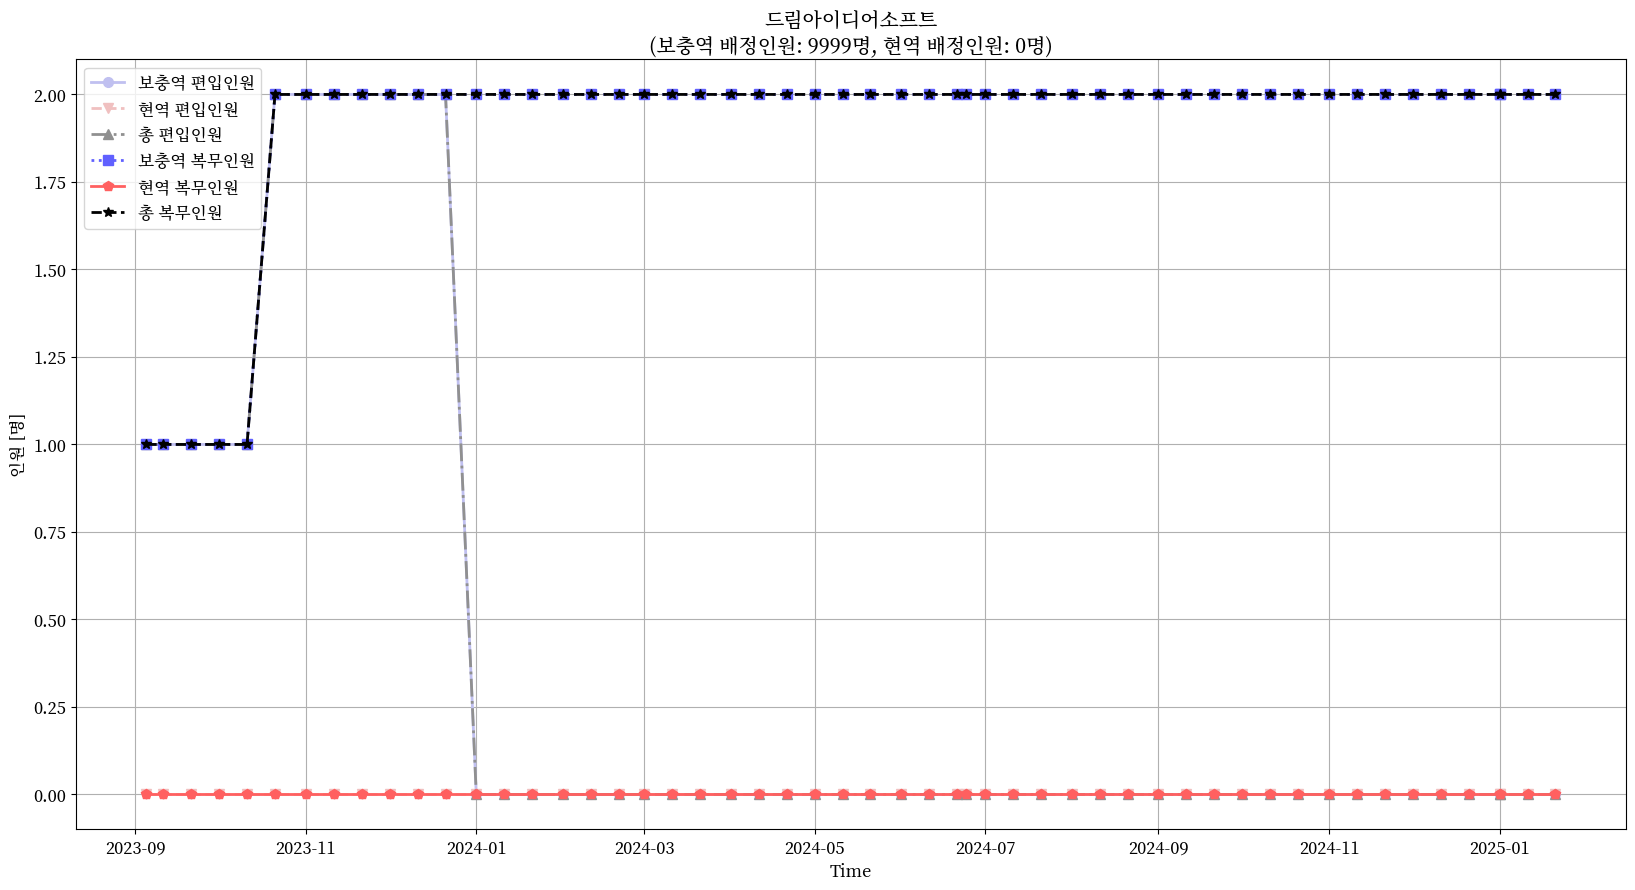 드림아이디어소프트
(보충역 배정인원: 9999명, 현역 배정인원: 0명)
보충역 편입인원
현역 편입인원
총 편입인원
보충역 복무인원
현역 복무인원
총 복무인원
2.00
1.75
1.50
1.25
1.00
0.75
0.50
0.25
0.00
인원 [명]
2023-09
2023-11
2024-01
2024-03
2024-05
2024-07
2024-09
2024-11
2025-01
Time